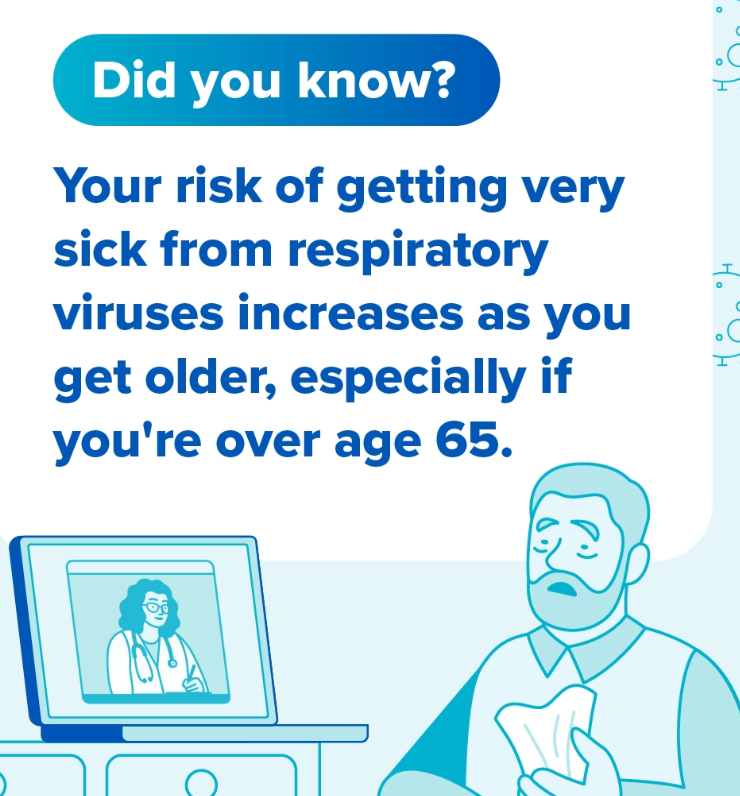 Did you know?
Your risk of getting very
sick from respiratory
viruses increases as you
get older, especially if
you're over age 65.